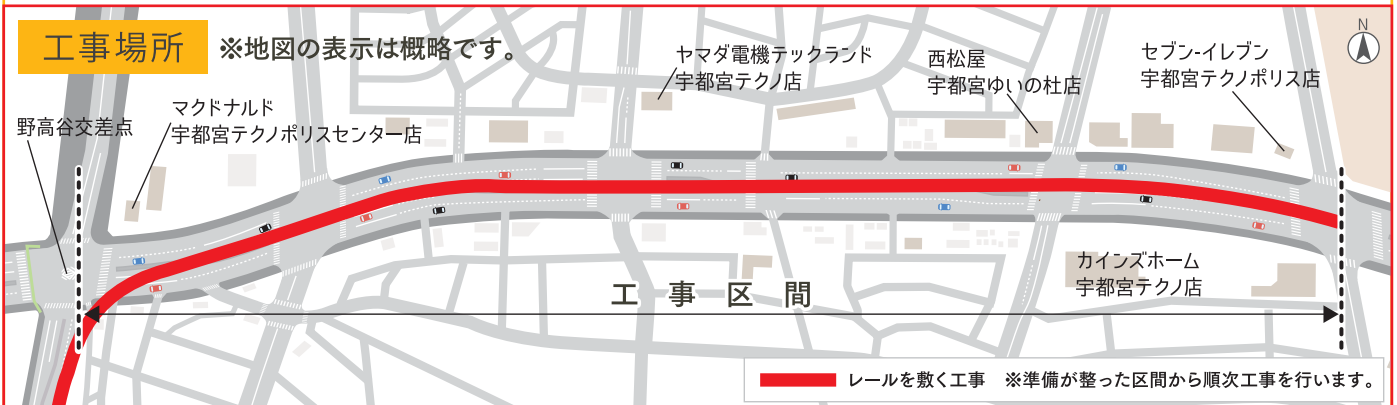 工事場所
※地図の表示は概略です。
N
野高谷交差点
マクドナルド
宇都宮テクノポリスセンター店
ヤマダ電機テックランド
宇都宮テクノ店
西松屋
宇都宮ゆいの杜店
セブン-イレブン
宇都宮テクノポリス店
カインズホーム
宇都宮テクノ店
工事区間
レールを敷く工事 ※準備が整った区間から順次工事を行います。